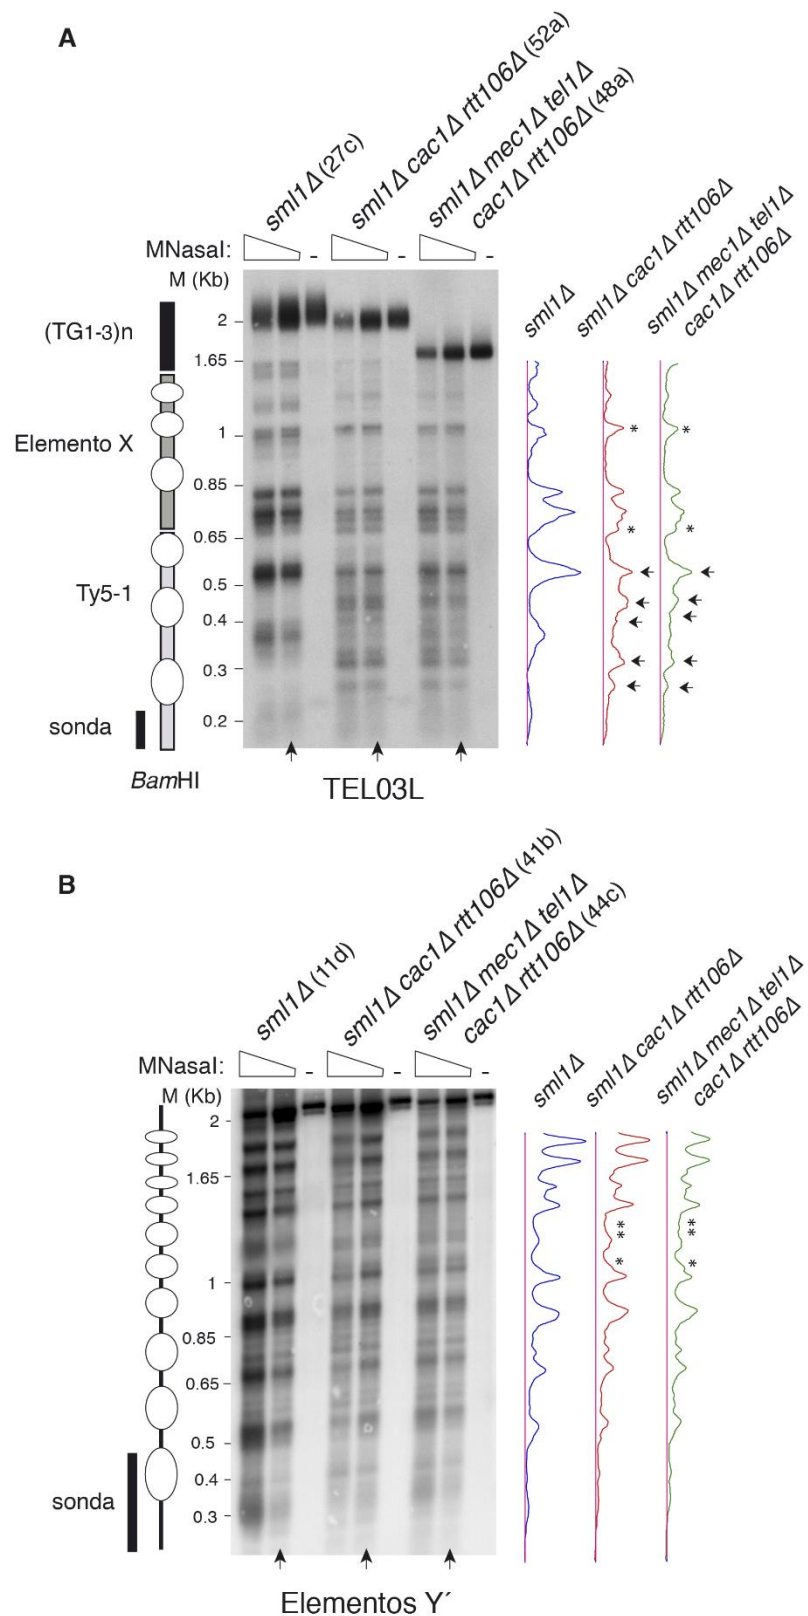 A
sml1Δ (27c)
sml1Δ cac1Δ rtt106Δ (52a)
sml1Δ mec1Δ tel1Δ
cac1Δ rtt106Δ (48a)
MNasaI:
-
-
-
M (Kb)
sml1Δ
sml1Δ cac1Δ rtt106Δ
sml1Δ mec1Δ tel1Δ
cac1Δ rtt106Δ
(TG1-3)n
Elemento X
Ty5-1
sonda
BamHI
2
1.65
1
0.85
0.65
0.5
0.4
0.3
0.2
* *
* *
TEL03L
B
sml1Δ (11d)
sml1Δ cac1Δ rtt106Δ (41b)
sml1Δ mec1Δ tel1Δ
cac1Δ rtt106Δ (44c)
MNasaI:
-
-
-
M (Kb)
sml1Δ
sml1Δ cac1Δ rtt106Δ
sml1Δ mec1Δ tel1Δ
cac1Δ rtt106Δ
2
1.65
1
0.85
0.65
0.5
0.4
0.3
sonda
* *
* *
* *
Elementos Y´